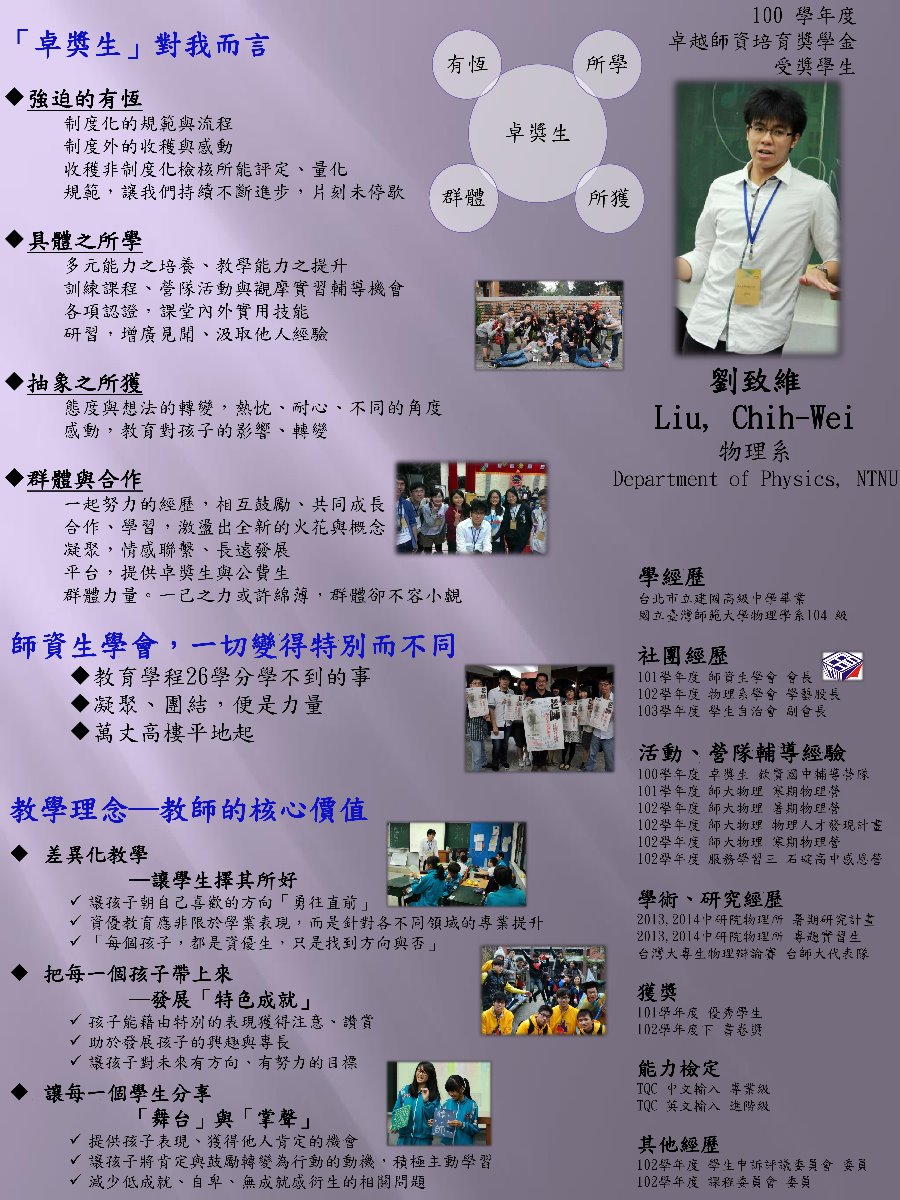 「卓獎生」對我而言
◆強迫的有恆
制度化的規範與流程
制度外的收穫與感動
收穫非制度化檢核所能評定、量化
規範，讓我們持續不斷進步，片刻未停歇
◆具體之所學
多元能力之培養、教學能力之提升
訓練課程、營隊活動與觀摩實習輔導機會
各項認證，課堂內外實用技能
研習，增廣見聞、汲取他人經驗
◆抽象之所獲
態度與想法的轉變，熱忱、耐心、不同的角度
感動，教育對孩子的影響、轉變
◆群體與合作
一起努力的經歷，相互鼓勵、共同成長
合作、學習，激盪出全新的火花與概念
凝聚，情感聯繫、長遠發展
平台，提供卓獎生與公費生
群體力量。一己之力或許綿薄，群體卻不容小覷
師資生學會，一切變得特別而不同
◆教育學程26學分學不到的事
◆凝聚、團結，便是力量
◆萬丈高樓平地起
教學理念—教師的核心價值
◆ 差異化教學
—讓學生擇其所好
✓ 讓孩子朝自己喜歡的方向「勇往直前」
✓ 資優教育應非限於學業表現，而是針對各不同領域的專業提升
✓ 「每個孩子，都是資優生，只是找到方向與否」
◆ 把每一個孩子帶上來
—發展「特色成就」
✓ 孩子能藉由特別的表現獲得注意、讚賞
✓ 助於發展孩子的興趣與專長
✓ 讓孩子對未來有方向、有努力的目標
◆ 讓每一個學生分享
「舞台」與「掌聲」
✓ 提供孩子表現、獲得他人肯定的機會
✓ 讓孩子將肯定與鼓勵轉變為行動的動機，積極主動學習
✓ 減少低成就、自卑、無成就感衍生的相關問題
有恆
所學
卓獎生
群體
所獲
100 學年度
卓越師資培育獎學金
受獎學生
劉致維
Liu, Chih-Wei
物理系
Department of Physics, NTNU
學經歷
台北市立建國高級中學畢業
國立臺灣師範大學物理學系104 級
社團經歷
101學年度 師資生學會 會長
102學年度 物理系學會 學藝股長
103學年度 學生自治會 副會長
活動、營隊輔導經驗
100學年度 卓獎生 欽賢國中輔導營隊
101學年度 師大物理 寒期物理營
102學年度 師大物理 暑期物理營
102學年度 師大物理 物理人才發現計畫
102學年度 師大物理 寒期物理營
102學年度 服務學習三 石碇高中感恩營
學術、研究經歷
2013,2014中研院物理所 暑期研究計畫
2013,2014中研院物理所 專題實習生
台灣大專生物理辯論賽 台師大代表隊
獲獎
101學年度 優秀學生
102學年度下 書卷獎
能力檢定
TQC 中文輸入 專業級
TQC 英文輸入 進階級
其他經歷
102學年度 學生申訴評議委員會 委員
102學年度 課程委員會 委員